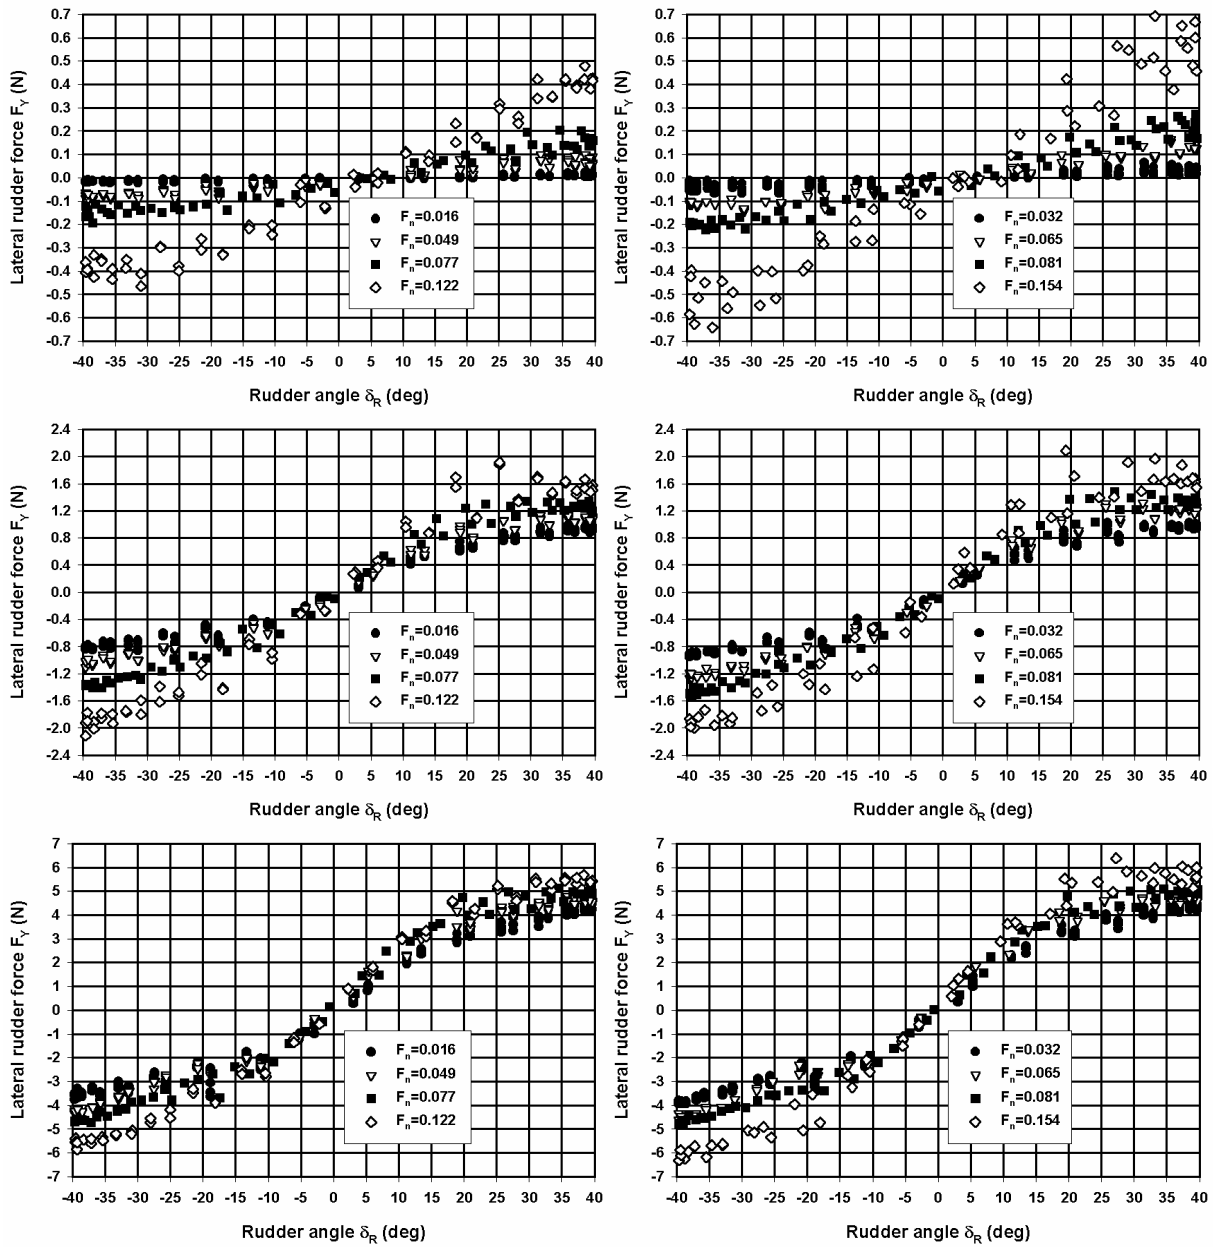 0.7
0.6
0.5
0.4
0.3
0.2
0.1
0.0
-0.1
-0.2
-0.3
-0.4
-0.5
-0.6
-0.7
Lateral rudder force F_Y (N)
F_n=0.016
F_n=0.049
F_n=0.077
F_n=0.122
-40 -35 -30 -25 -20 -15 -10 -5 0 5 10 15 20 25 30 35 40
Rudder angle δ_R (deg)
0.7
0.6
0.5
0.4
0.3
0.2
0.1
0.0
-0.1
-0.2
-0.3
-0.4
-0.5
-0.6
-0.7
Lateral rudder force F_Y (N)
F_n=0.032
F_n=0.065
F_n=0.081
F_n=0.154
-40 -35 -30 -25 -20 -15 -10 -5 0 5 10 15 20 25 30 35 40
Rudder angle δ_R (deg)
2.4
2.0
1.6
1.2
0.8
0.4
0.0
-0.4
-0.8
-1.2
-1.6
-2.0
-2.4
Lateral rudder force F_Y (N)
F_n=0.016
F_n=0.049
F_n=0.077
F_n=0.122
-40 -35 -30 -25 -20 -15 -10 -5 0 5 10 15 20 25 30 35 40
Rudder angle δ_R (deg)
2.4
2.0
1.6
1.2
0.8
0.4
0.0
-0.4
-0.8
-1.2
-1.6
-2.0
-2.4
Lateral rudder force F_Y (N)
F_n=0.032
F_n=0.065
F_n=0.081
F_n=0.154
-40 -35 -30 -25 -20 -15 -10 -5 0 5 10 15 20 25 30 35 40
Rudder angle δ_R (deg)
7
6
5
4
3
2
1
0
-1
-2
-3
-4
-5
-6
-7
Lateral rudder force F_Y (N)
F_n=0.016
F_n=0.049
F_n=0.077
F_n=0.122
-40 -35 -30 -25 -20 -15 -10 -5 0 5 10 15 20 25 30 35 40
Rudder angle δ_R (deg)
7
6
5
4
3
2
1
0
-1
-2
-3
-4
-5
-6
-7
Lateral rudder force F_Y (N)
F_n=0.032
F_n=0.065
F_n=0.081
F_n=0.154
-40 -35 -30 -25 -20 -15 -10 -5 0 5 10 15 20 25 30 35 40
Rudder angle δ_R (deg)